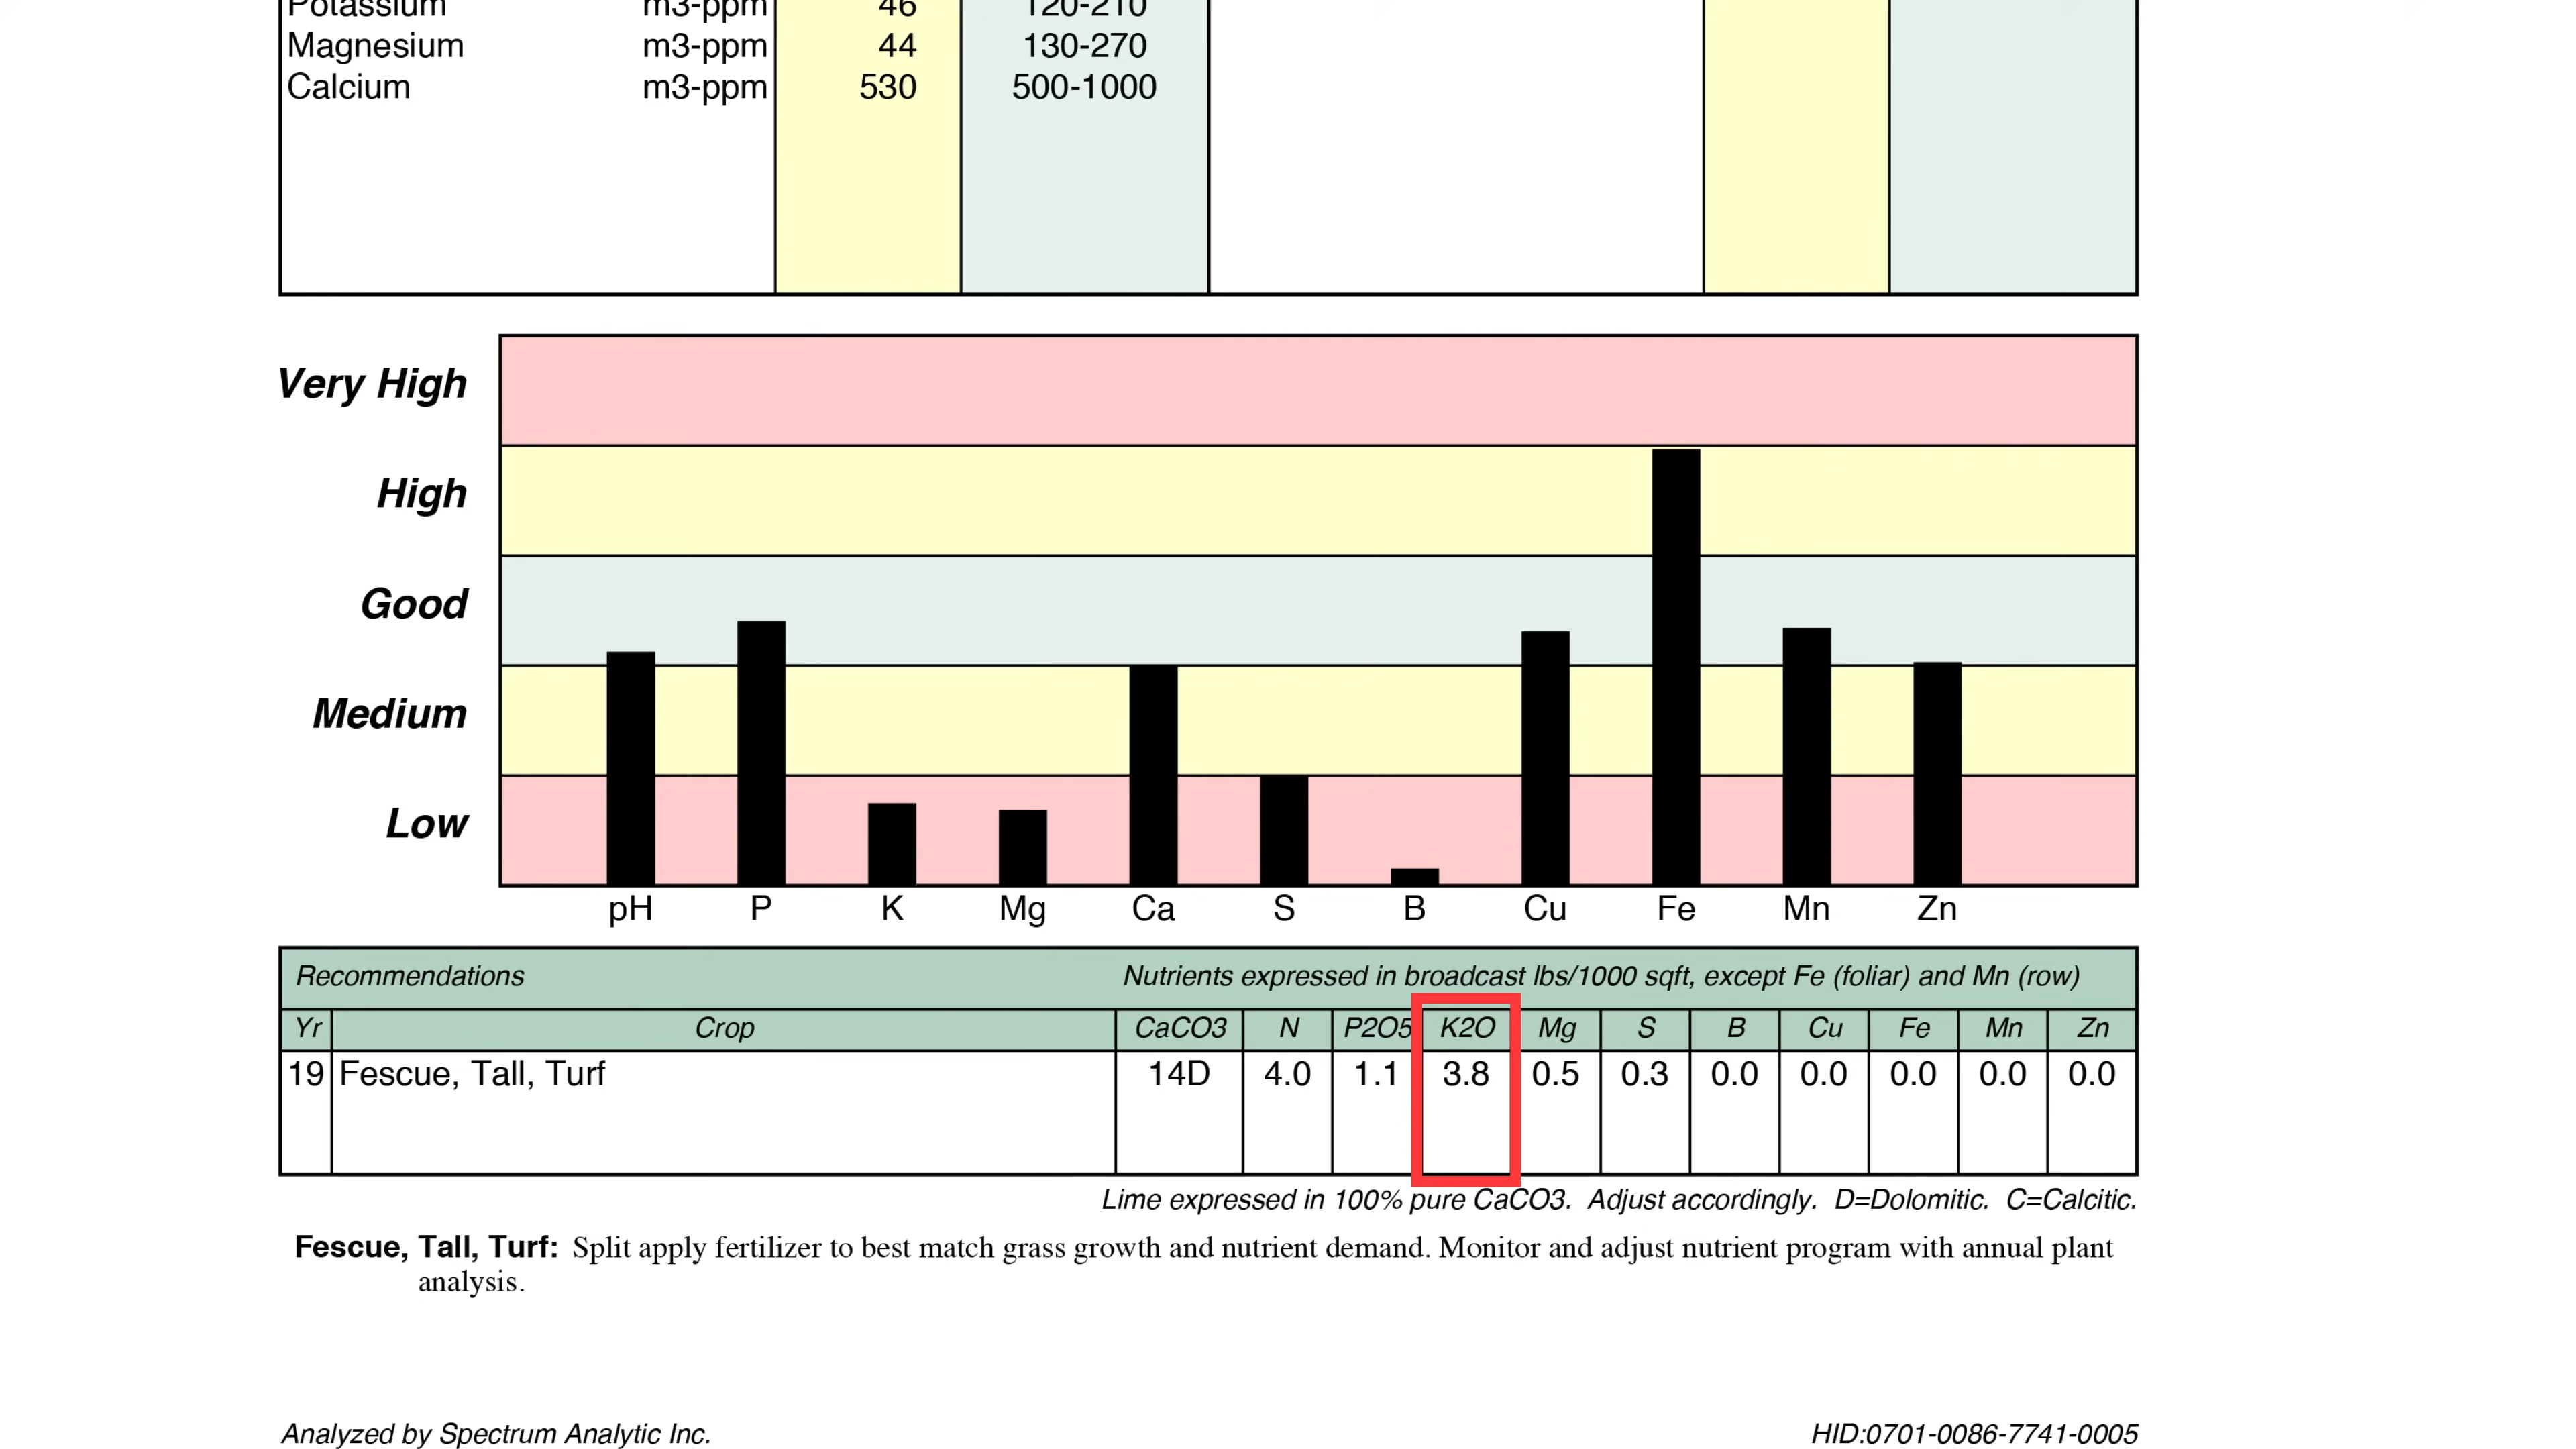 Potassium m3-ppm 46 120-210
Magnesium m3-ppm 44 130-270
Calcium m3-ppm 530 500-1000
Very High
High
Good
Medium
Low
pH P K Mg Ca S B Cu Fe Mn Zn
Recommendations Nutrients expressed in broadcast lbs/1000 sqft, except Fe (foliar) and Mn (row)
Yr Crop CaCO3 N P2O5 K2O Mg S B Cu Fe Mn Zn
19 Fescue, Tall, Turf 14D 4.0 1.1 3.8 0.5 0.3 0.0 0.0 0.0 0.0 0.0
Lime expressed in 100% pure CaCO3. Adjust accordingly. D=Dolomitic. C=Calcitic.
Fescue, Tall, Turf: Split apply fertilizer to best match grass growth and nutrient demand. Monitor and adjust nutrient program with annual plant
analysis.
Analyzed by Spectrum Analytic Inc. HID:0701-0086-7741-0005